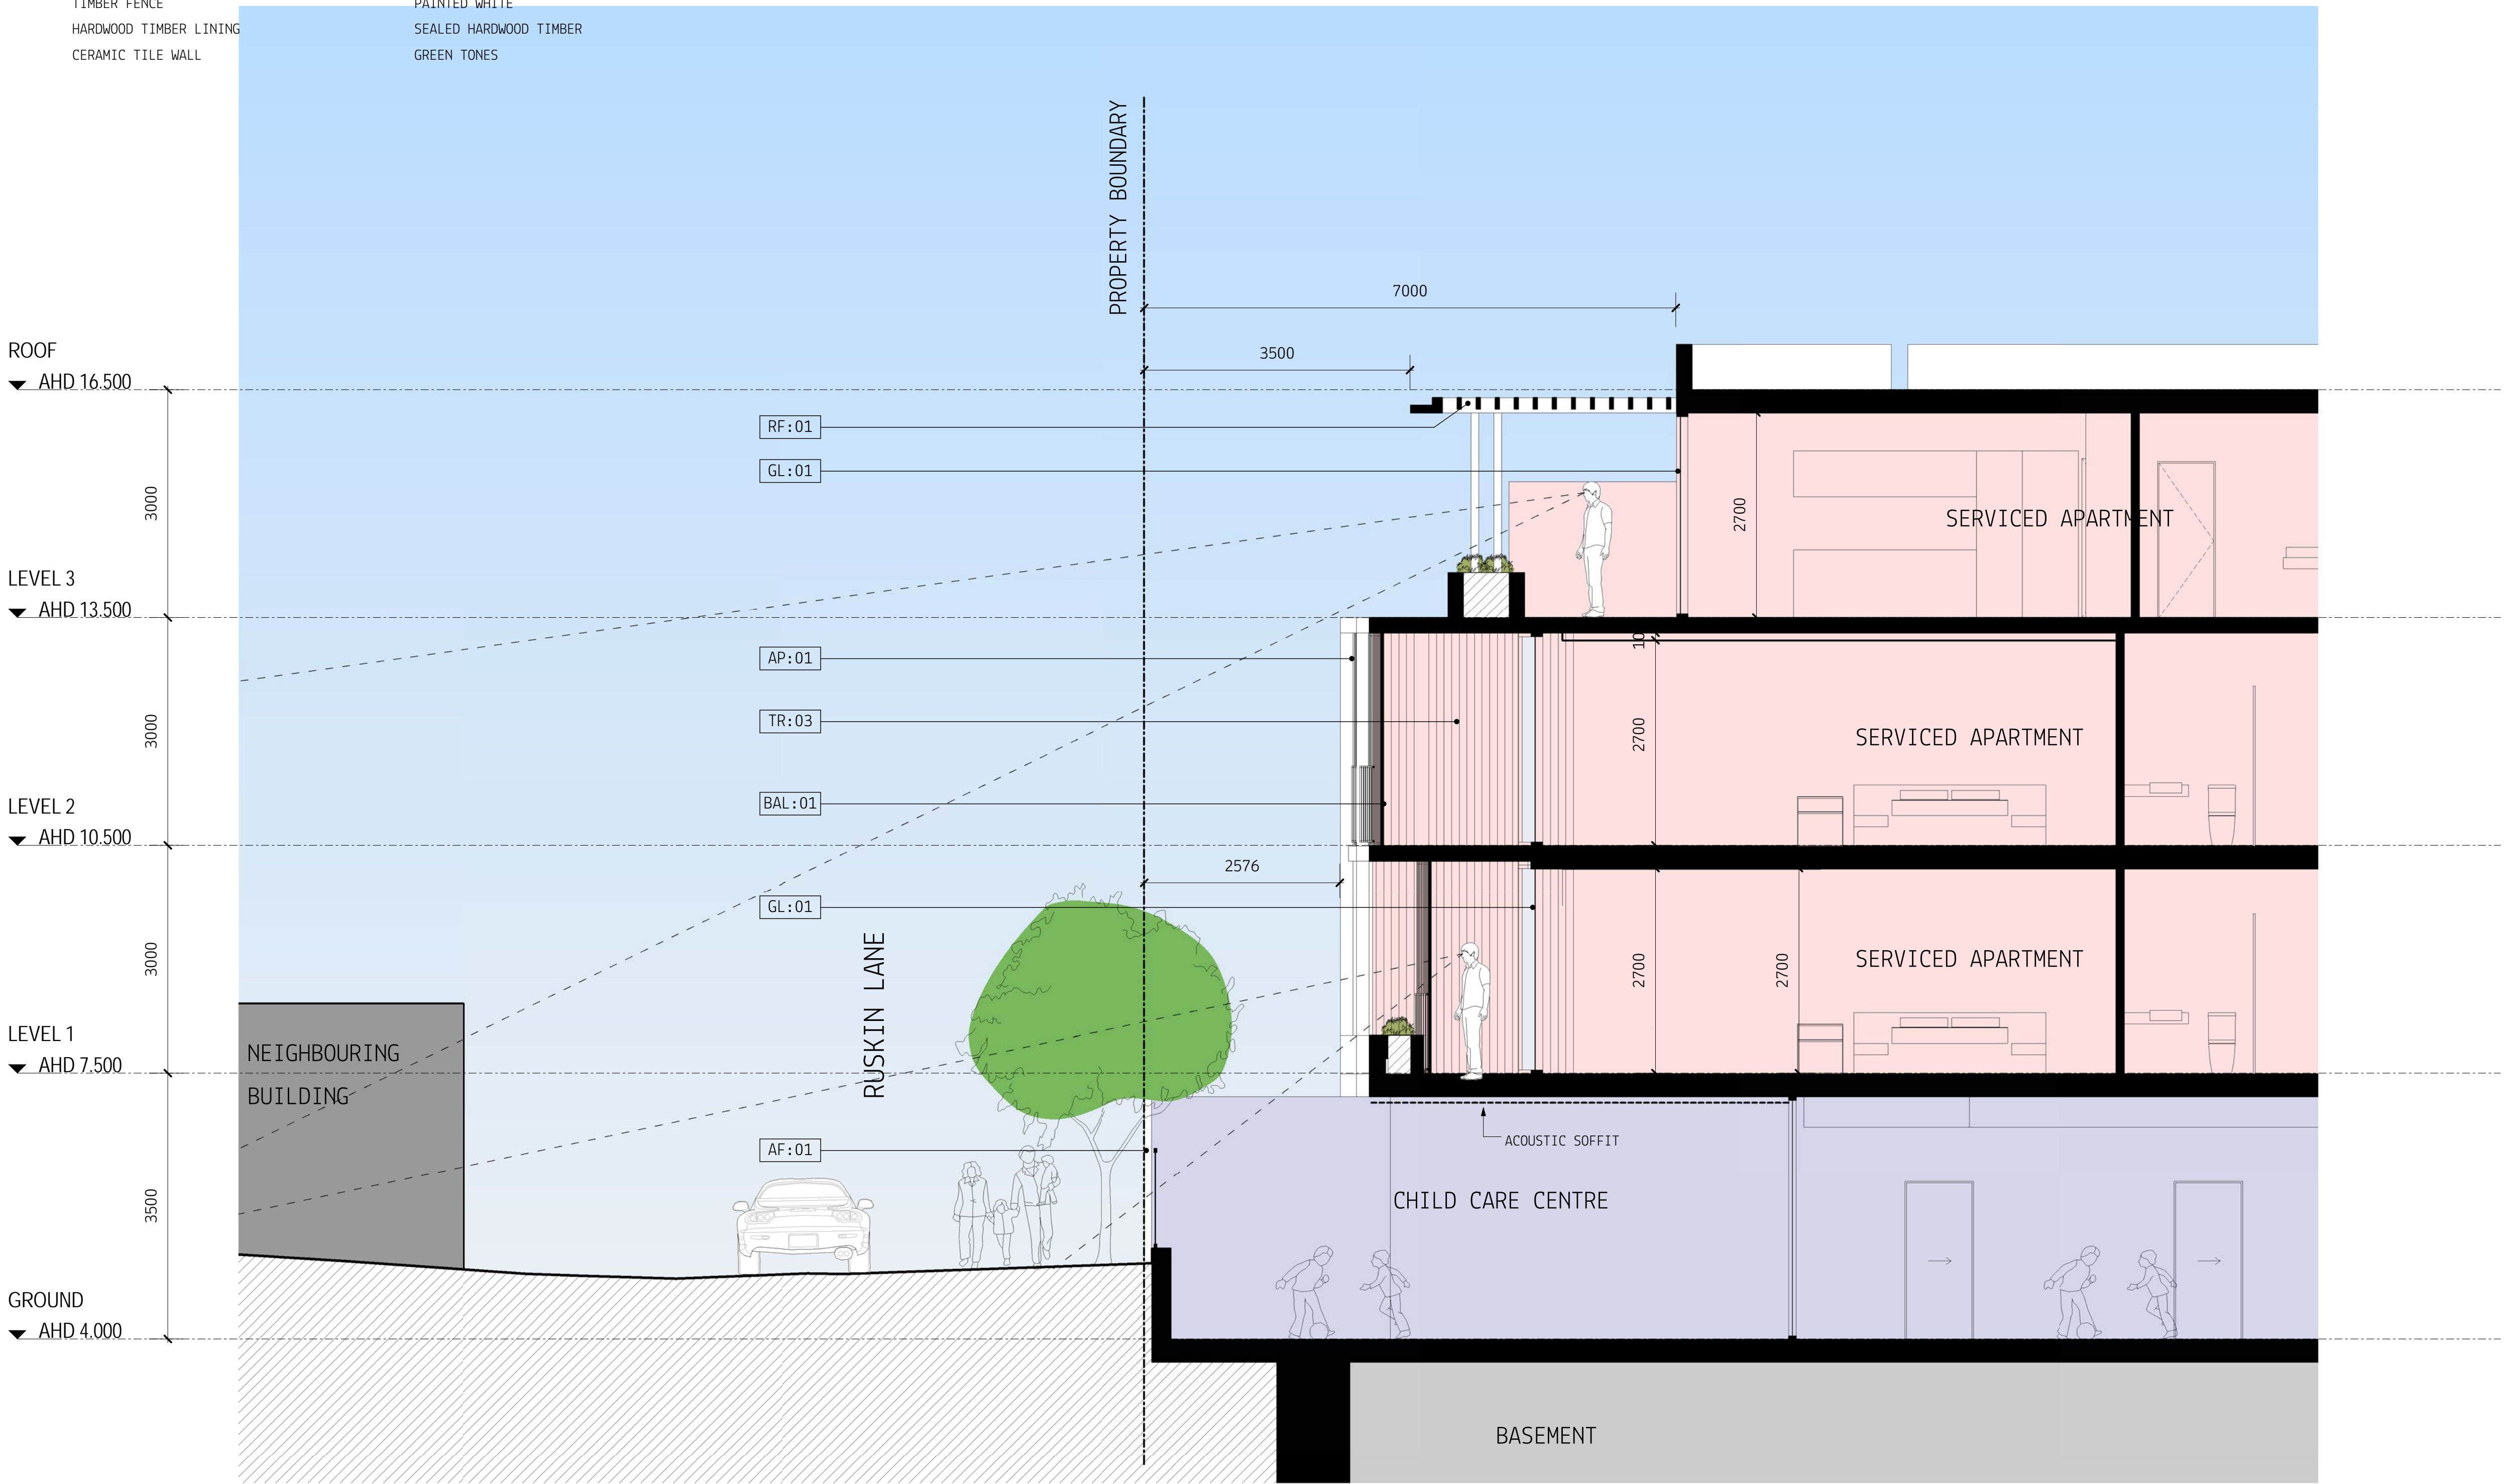 TIMBER FENCE PAINTED WHITE
HARDWOOD TIMBER LINING SEALED HARDWOOD TIMBER
CERAMIC TILE WALL GREEN TONES
PROPERTY BOUNDARY
7000
3500
ROOF
AHD 16.500
RF:01
GL:01
3000
2700
SERVICED APARTMENT
LEVEL 3
AHD 13.500
AP:01
TR:03
3000
2700
SERVICED APARTMENT
BAL:01
LEVEL 2
AHD 10.500
2576
GL:01
RUSKIN LANE
3000
2700
2700
SERVICED APARTMENT
LEVEL 1
AHD 7.500
NEIGHBOURING
BUILDING
AF:01
ACOUSTIC SOFFIT
3500
CHILD CARE CENTRE
GROUND
AHD 4.000
BASEMENT